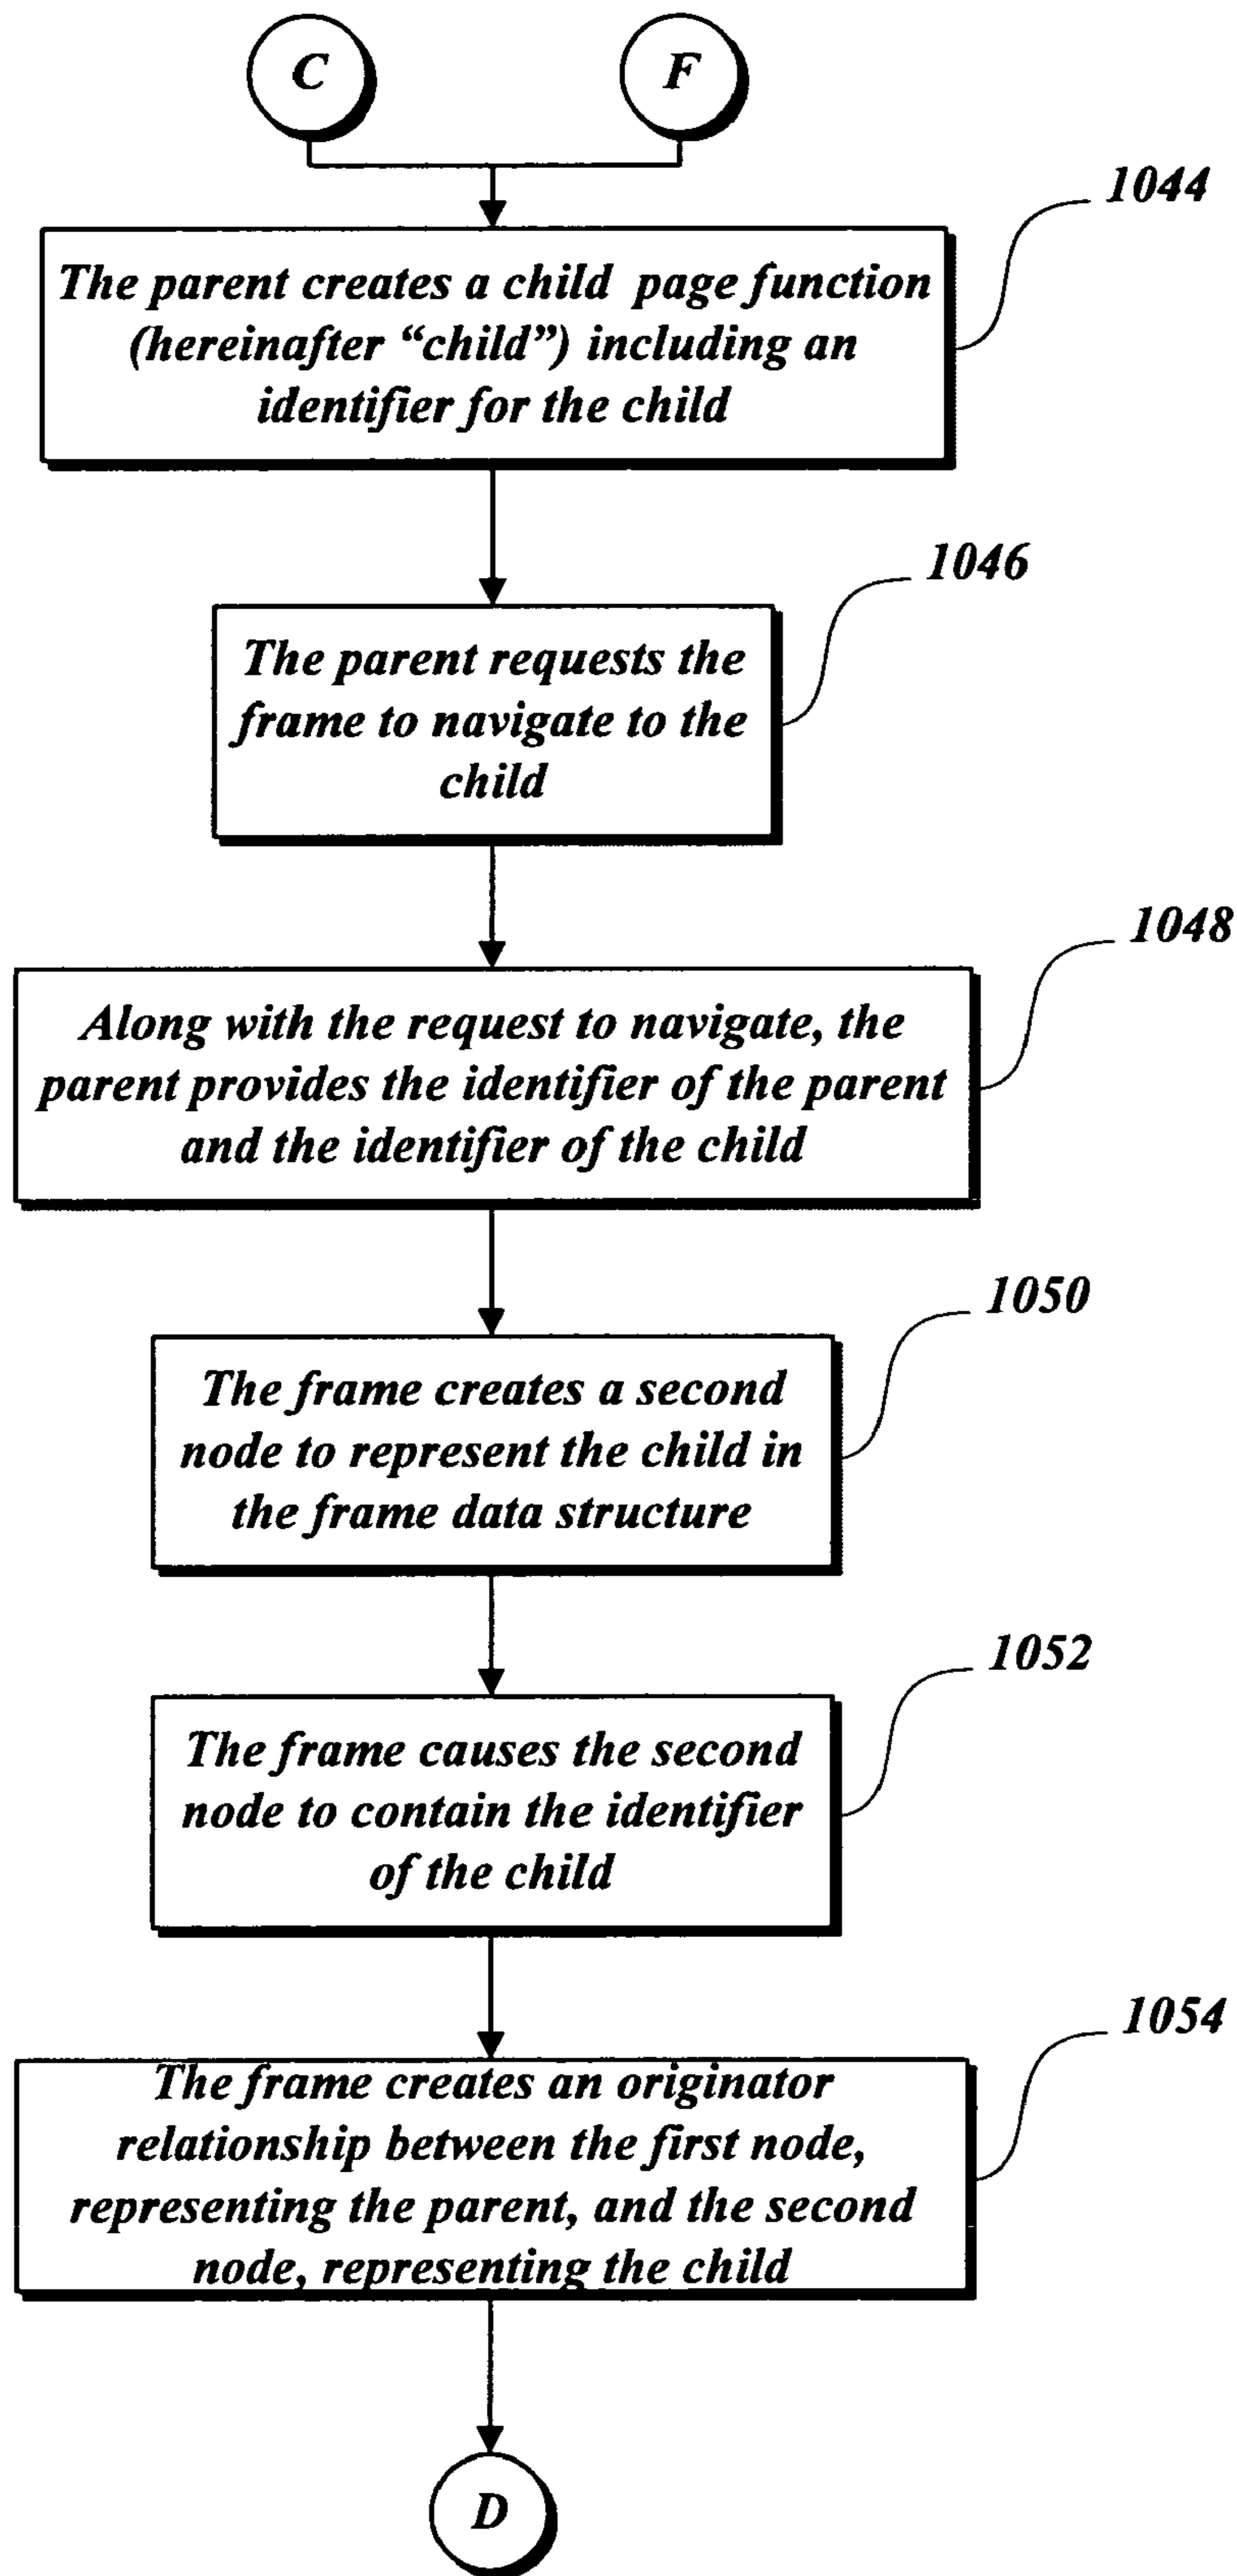 C
F
1044
The parent creates a child page function
(hereinafter “child”) including an
identifier for the child
1046
The parent requests the
frame to navigate to the
child
1048
Along with the request to navigate, the
parent provides the identifier of the parent
and the identifier of the child
1050
The frame creates a second
node to represent the child in
the frame data structure
1052
The frame causes the second
node to contain the identifier
of the child
1054
The frame creates an originator
relationship between the first node,
representing the parent, and the second
node, representing the child
D